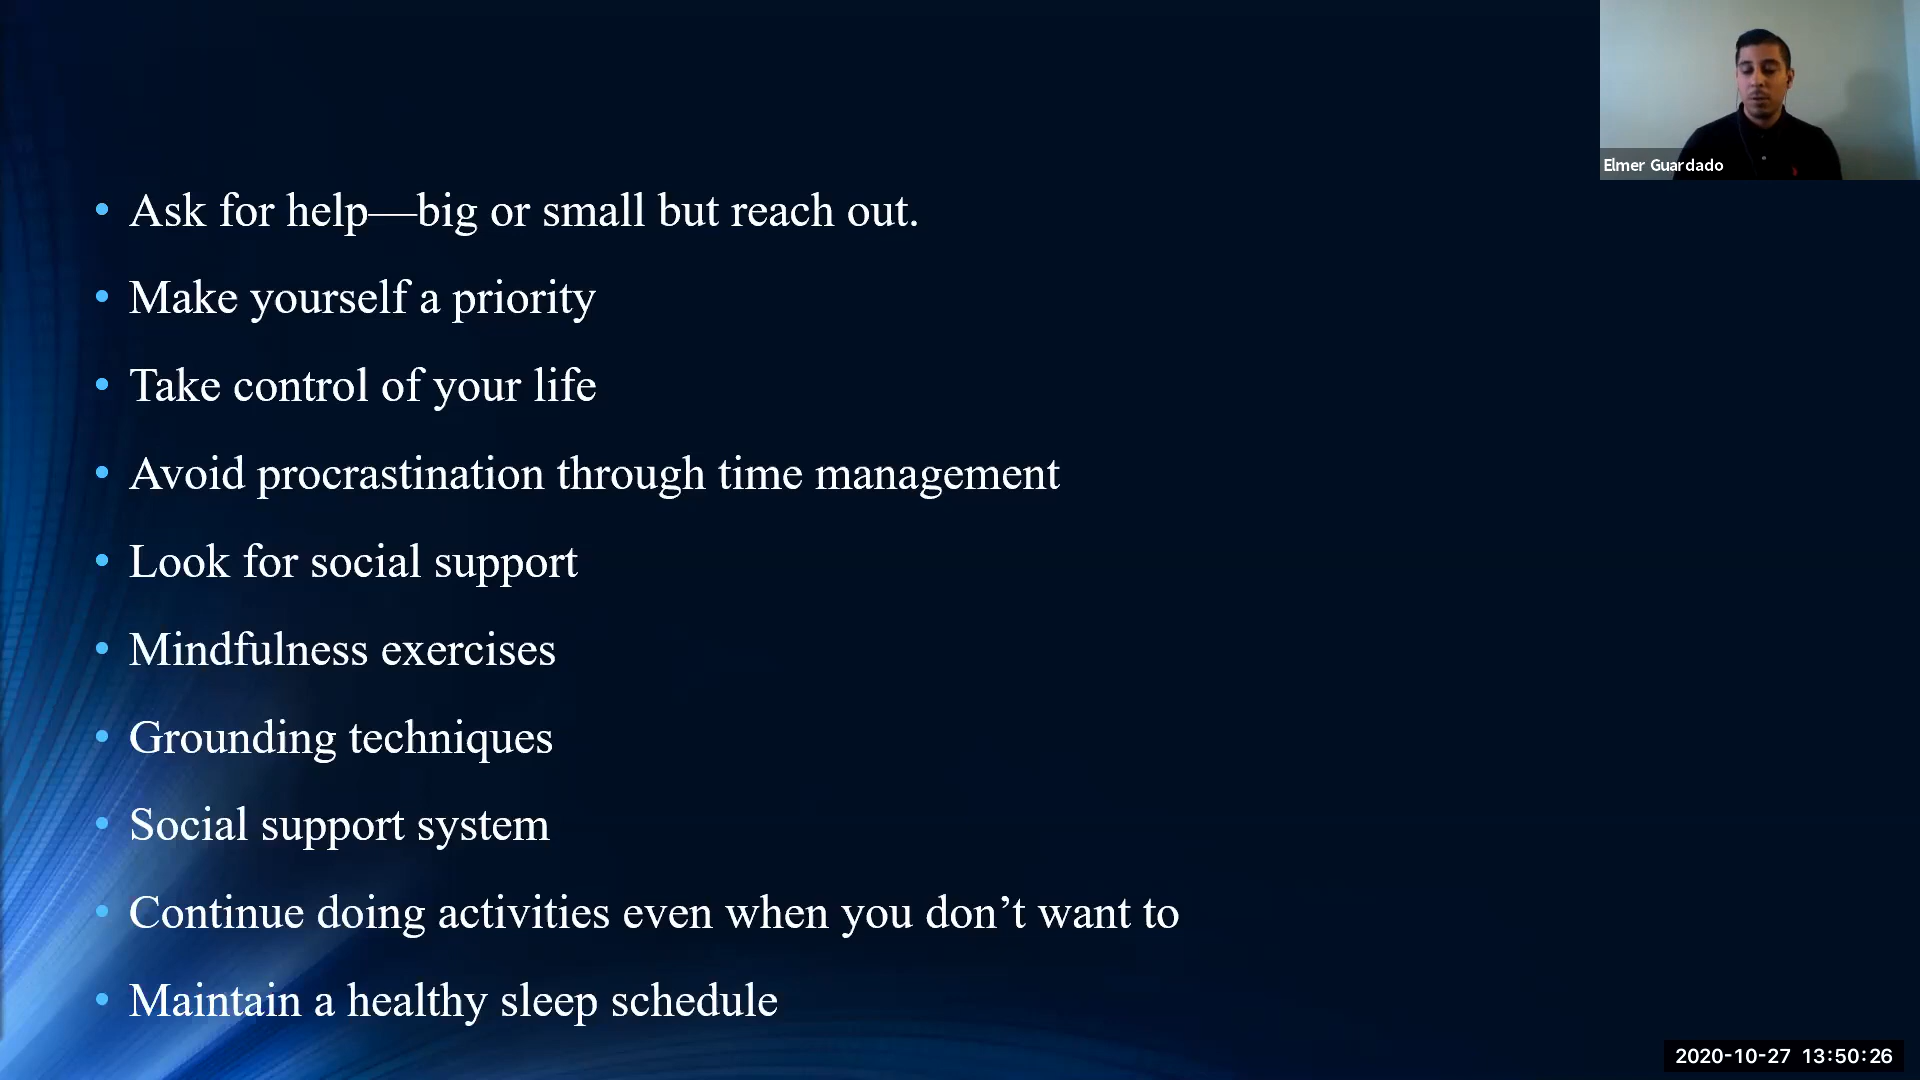 Elmer Guardado
• Ask for help—big or small but reach out.
• Make yourself a priority
• Take control of your life
• Avoid procrastination through time management
• Look for social support
• Mindfulness exercises
• Grounding techniques
• Social support system
• Continue doing activities even when you don’t want to
• Maintain a healthy sleep schedule
2020-10-27 13:50:26